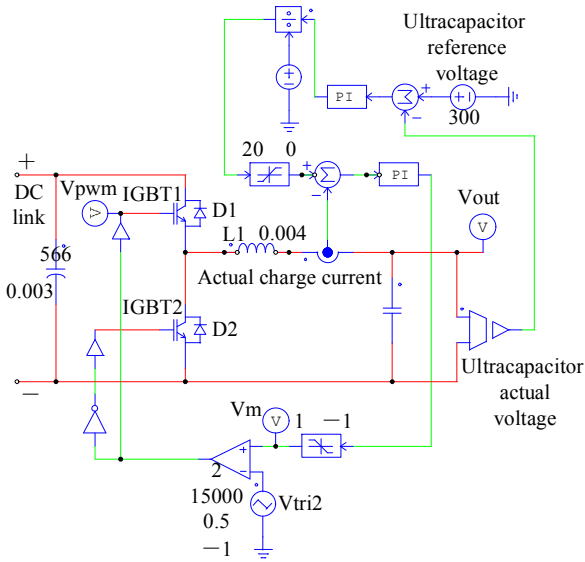 Ultracapacitor
reference
voltage
÷
+
−
PI
Σ
+
−
+
300
20 0
+
−
Σ
PI
+
DC
link
−
Vpwm
V
IGBT1
D1
L1 0.004
Actual charge current
Vout
V
566
0.003
IGBT2
D2
Ultracapacitor
actual
voltage
Vm
V
1 −1
+
−
2
15000
0.5
−1
Vtri2